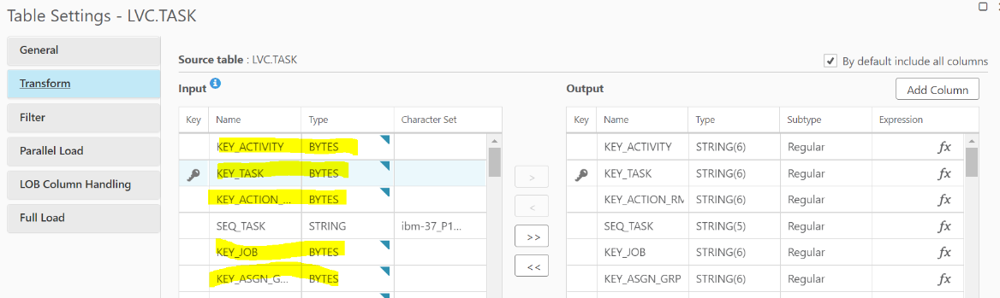 Table Settings - LVC.TASK
General
Transform
Filter
Parallel Load
LOB Column Handling
Full Load
Source table : LVC.TASK
By default include all columns
Input
Output
Add Column
Key Name Type Character Set
KEY_ACTIVITY BYTES
KEY_TASK BYTES
KEY_ACTION_... BYTES
SEQ_TASK STRING ibm-37_P1...
KEY_JOB BYTES
KEY_ASGN_G... BYTES
>
<
>>
<<
Key Name Type Subtype Expression
KEY_ACTIVITY STRING(6) Regular fx
KEY_TASK STRING(6) Regular fx
KEY_ACTION_RN STRING(6) Regular fx
SEQ_TASK STRING(5) Regular fx
KEY_JOB STRING(6) Regular fx
KEY_ASGN_GRP STRING(6) Regular fx